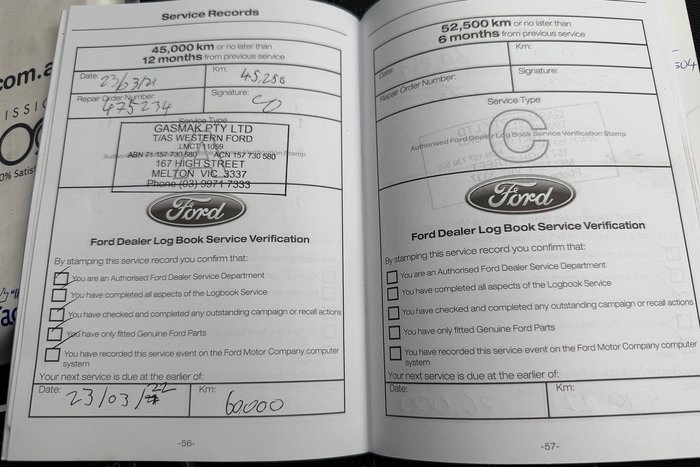 com.a
ISSIO
0% Satis
Service Records
45,000 km or no later than
12 months from previous service
Date: 23/03/21
Km: 45,250
Repair Order Number: 475234
Signature:
Service Type
GASMAK PTY LTD
T/AS WESTERN FORD
LMCT 11059
ABN 71 157 730 580 ACN 157 730 580
167 HIGH STREET
MELTON VIC 3337
Phone (03) 9971 7333
Ford
Ford Dealer Log Book Service Verification
By stamping this service record you confirm that:
You are an Authorised Ford Dealer Service Department
You have completed all aspects of the Logbook Service
You have checked and completed any outstanding campaign or recall actions
You have only fitted Genuine Ford Parts
You have recorded this service event on the Ford Motor Company computer
system
Your next service is due at the earlier of:
Date: 23/03/22
Km: 60000
-56-
52,500 km or no later than
6 months from previous service
Date:
Km:
Repair Order Number:
Signature:
Service Type
C
Authorised Ford Dealer Log Book Service Verification Stamp
Ford
Ford Dealer Log Book Service Verification
By stamping this service record you confirm that:
You are an Authorised Ford Dealer Service Department
You have completed all aspects of the Logbook Service
You have checked and completed any outstanding campaign or recall actions
You have only fitted Genuine Ford Parts
You have recorded this service event on the Ford Motor Company computer
system
Your next service is due at the earlier of:
Date:
Km:
-57-
504